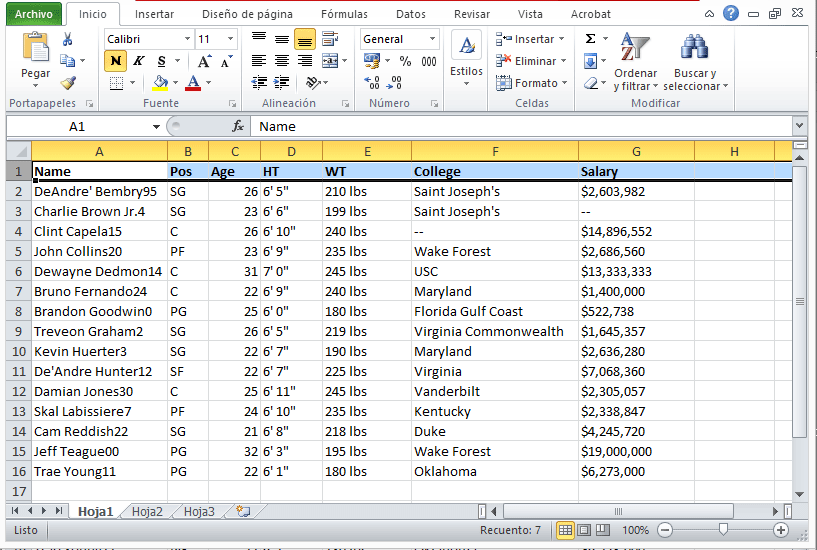 Archivo Inicio Insertar Diseño de página Fórmulas Datos Revisar Vista Acrobat
Pegar
Portapapeles
Calibri 11
N K S A A
A
Fuente
Alineación
General
% 000
Número
Estilos
Insertar
Eliminar
Formato
Celdas
Ordenar y filtrar
Buscar y seleccionar
Modificar
A1 fx Name
A B C D E F G H
1 Name Pos Age HT WT College Salary
2 DeAndre' Bembry95 SG 26 6' 5" 210 lbs Saint Joseph's $2,603,982
3 Charlie Brown Jr.4 SG 23 6' 6" 199 lbs Saint Joseph's --
4 Clint Capela15 C 26 6' 10" 240 lbs -- $14,896,552
5 John Collins20 PF 23 6' 9" 235 lbs Wake Forest $2,686,560
6 Dewayne Dedmon14 C 31 7' 0" 245 lbs USC $13,333,333
7 Bruno Fernando24 C 22 6' 9" 240 lbs Maryland $1,400,000
8 Brandon Goodwin0 PG 25 6' 0" 180 lbs Florida Gulf Coast $522,738
9 Treveon Graham2 SG 26 6' 5" 219 lbs Virginia Commonwealth $1,645,357
10 Kevin Huerter3 SG 22 6' 7" 190 lbs Maryland $2,636,280
11 De'Andre Hunter12 SF 22 6' 7" 225 lbs Virginia $7,068,360
12 Damian Jones30 C 25 6' 11" 245 lbs Vanderbilt $2,305,057
13 Skal Labissiere7 PF 24 6' 10" 235 lbs Kentucky $2,338,847
14 Cam Reddish22 SG 21 6' 8" 218 lbs Duke $4,245,720
15 Jeff Teague00 PG 32 6' 3" 195 lbs Wake Forest $19,000,000
16 Trae Young11 PG 22 6' 1" 180 lbs Oklahoma $6,273,000
17
Hoja1 Hoja2 Hoja3
Listo Recuento: 7 100%